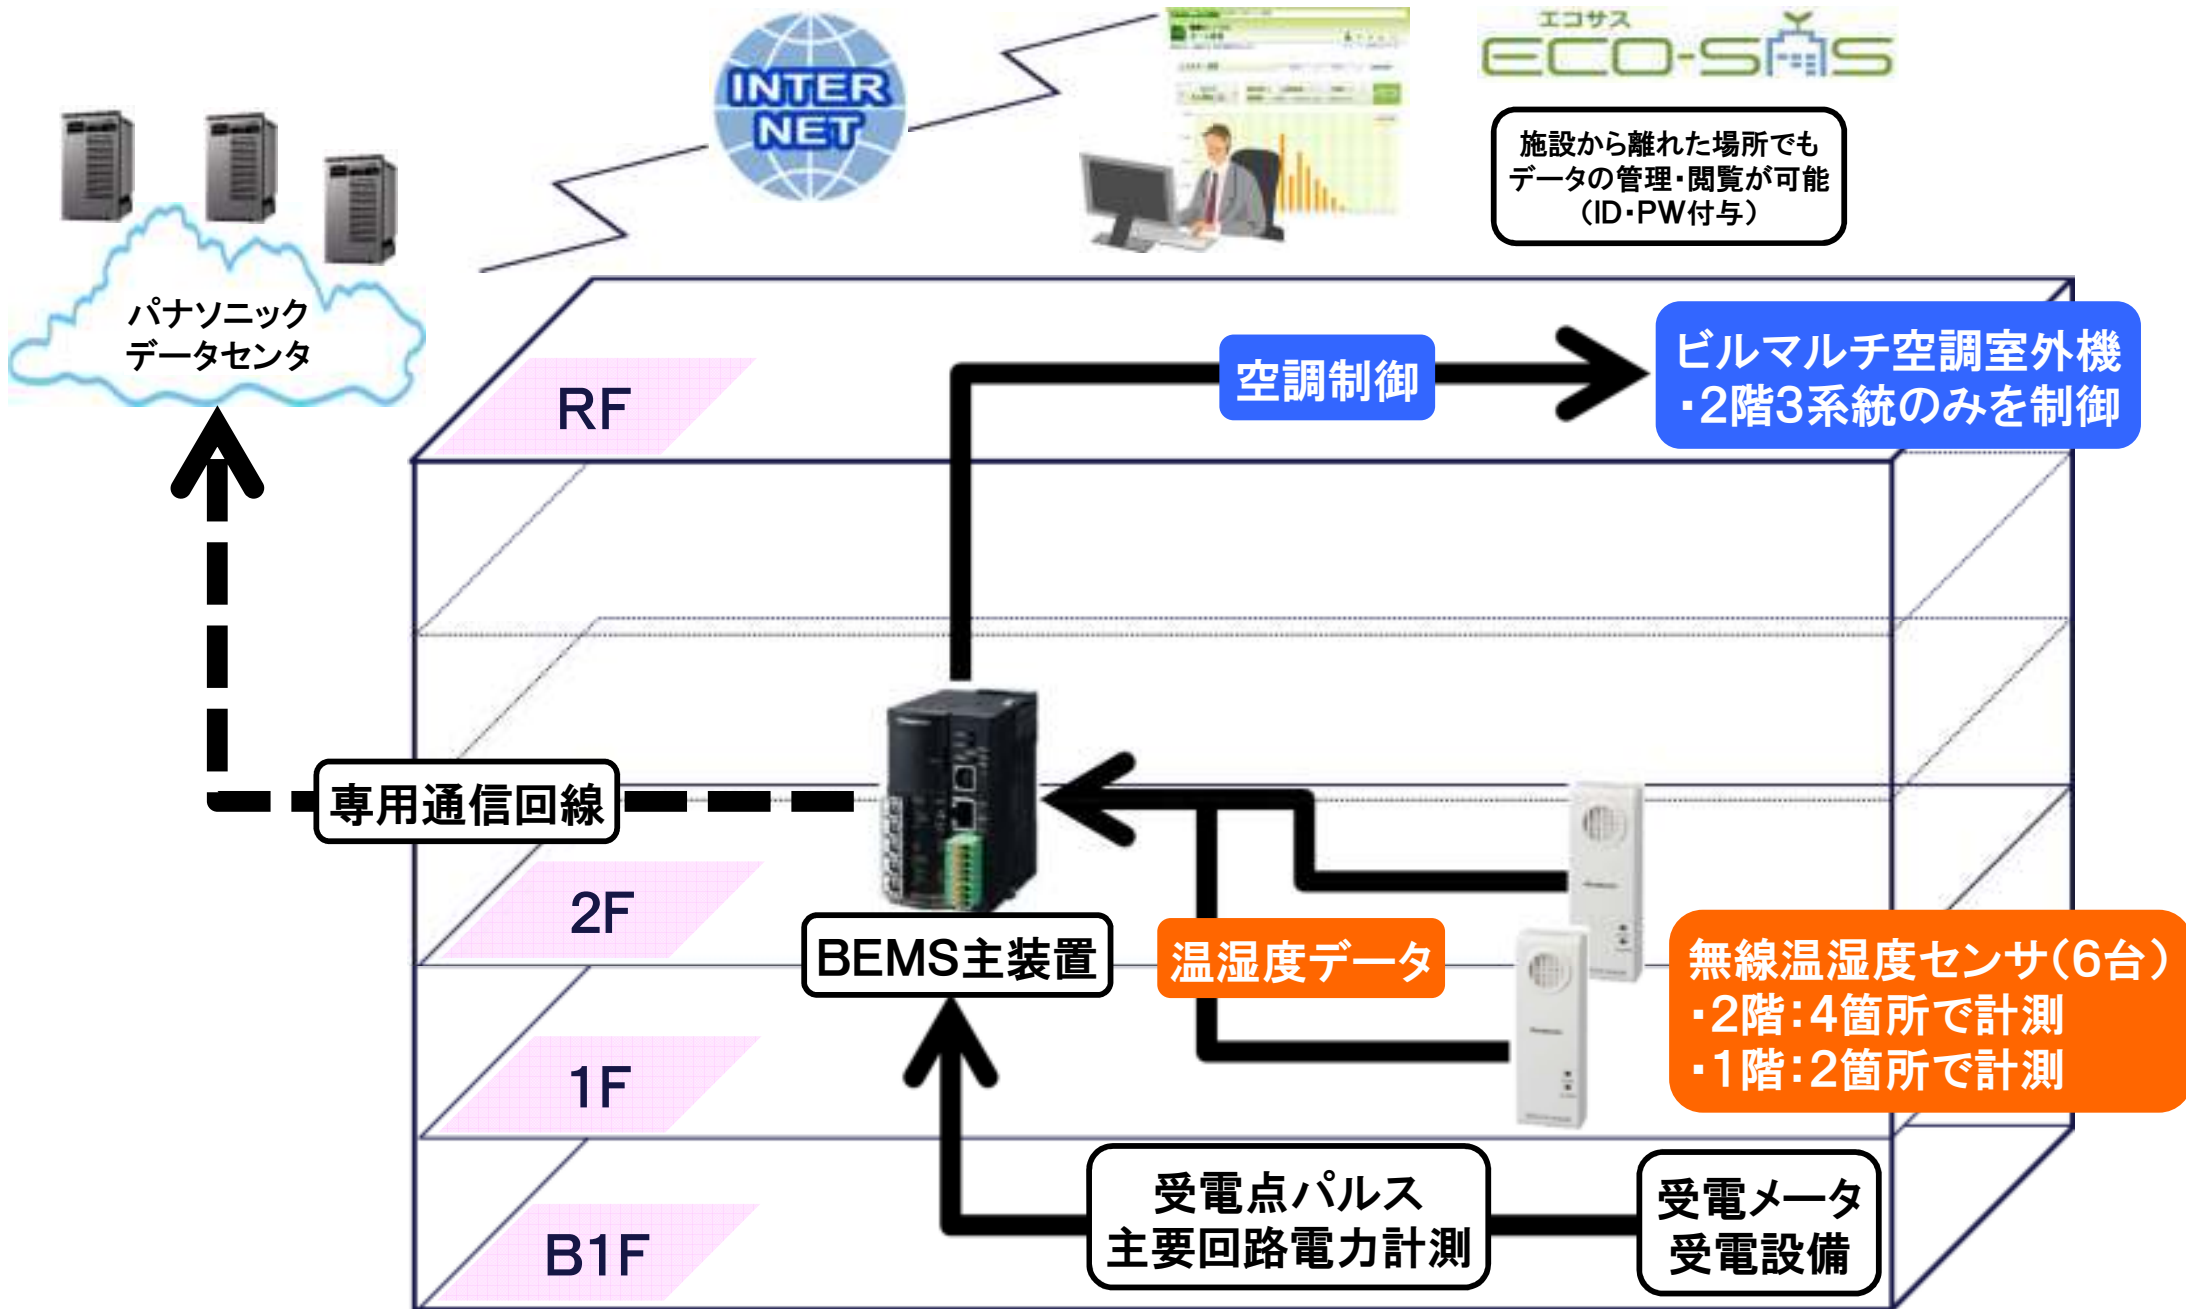 エコサス
ECO-SAS
INTER
NET
施設から離れた場所でも
データの管理・閲覧が可能
(ID・PW付与)
パナソニック
データセンタ
RF
空調制御
ビルマルチ空調室外機
・2階3系統のみを制御
専用通信回線
2F
BEMS主装置
温湿度データ
無線温湿度センサ(6台)
・2階:4箇所で計測
・1階:2箇所で計測
1F
B1F
受電点パルス
主要回路電力計測
受電メータ
受電設備